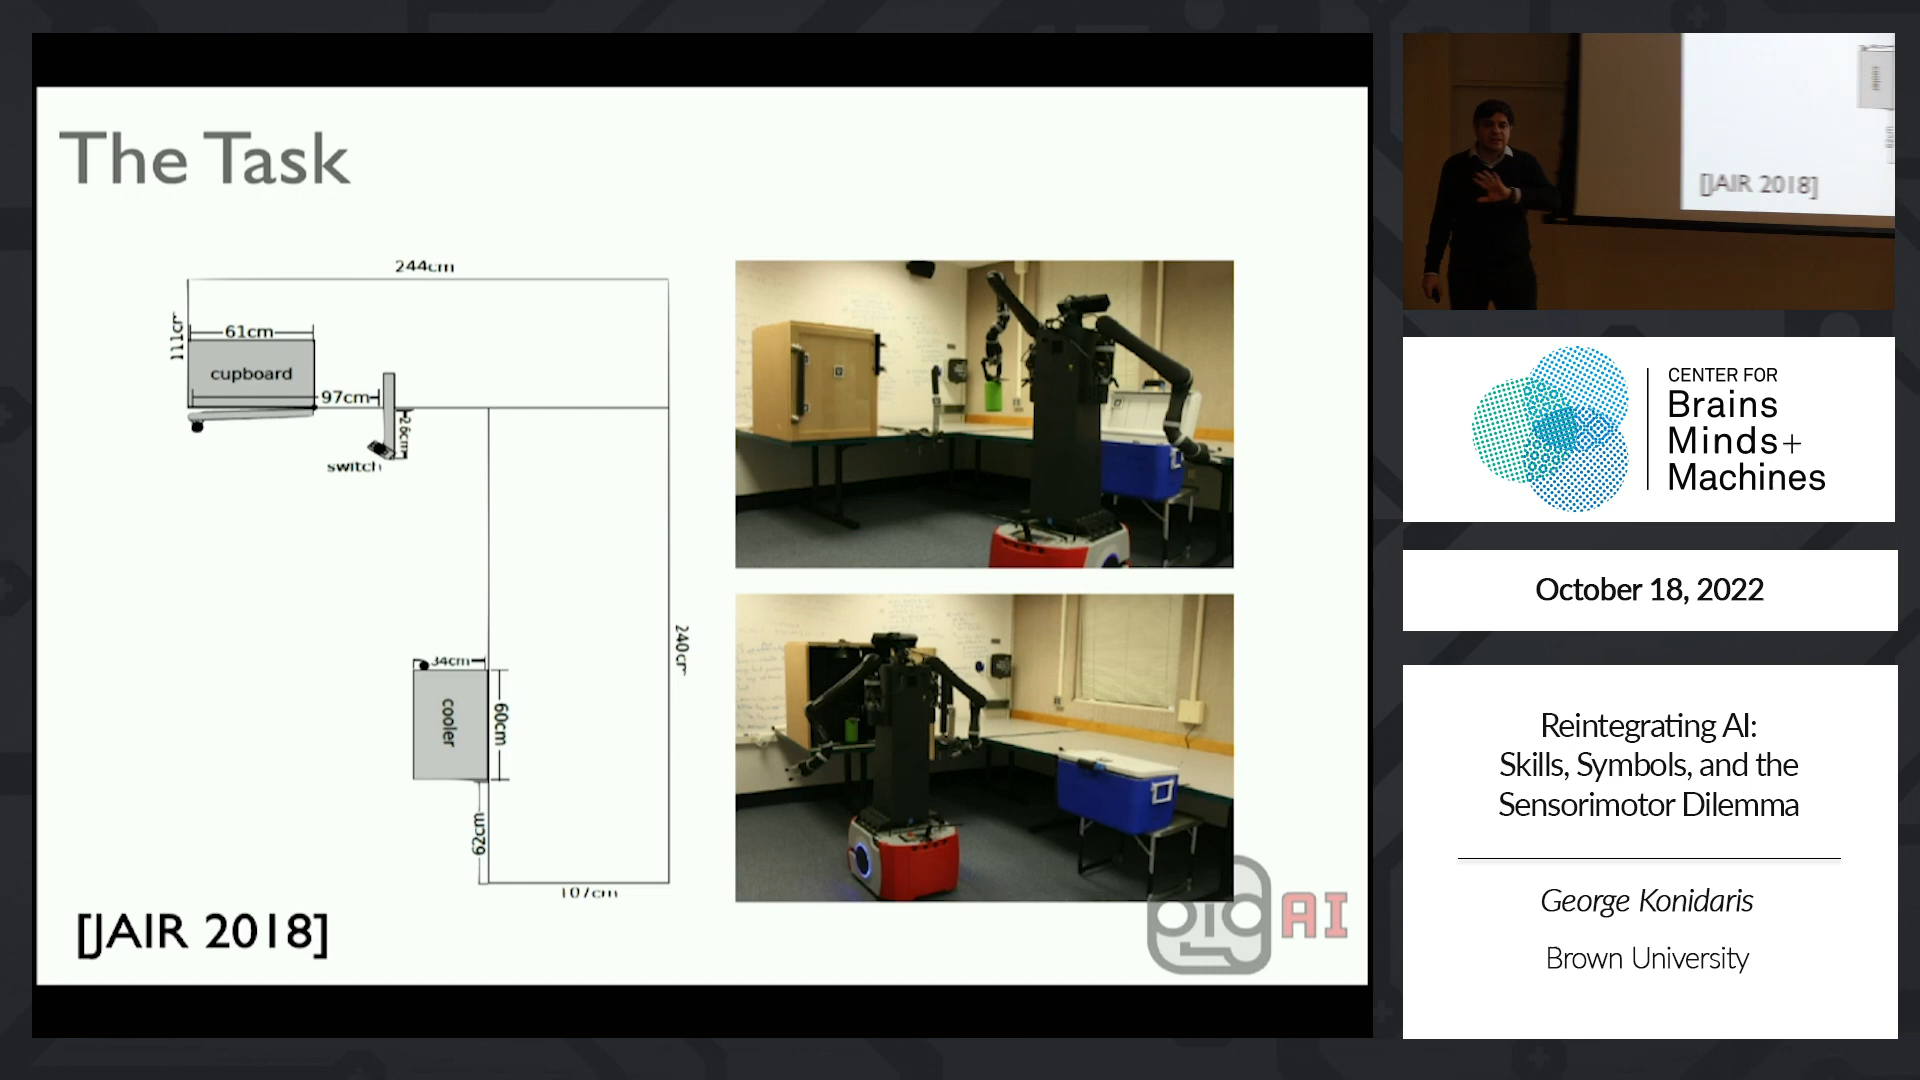 The Task
244cm
111cm
61cm
cupboard
97cm
26cm
switch
34cm
cooler
60cm
240cm
62cm
107cm
[JAIR 2018]
pig AI
cooler
[JAIR 2018]
CENTER FOR
Brains
Minds+
Machines
October 18, 2022
Reintegrating AI:
Skills, Symbols, and the
Sensorimotor Dilemma
George Konidaris
Brown University